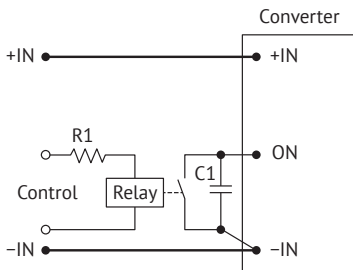 Converter
+IN
+IN
R1
ON
C1
Control
Relay
−IN
−IN